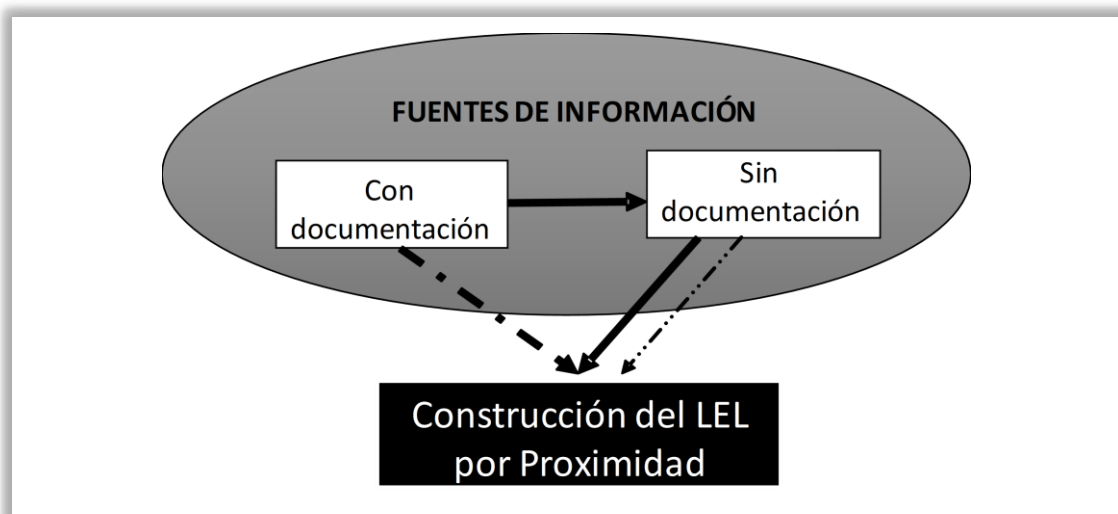 FUENTES DE INFORMACIÓN
Con
documentación
Sin
documentación
Construcción del LEL
por Proximidad